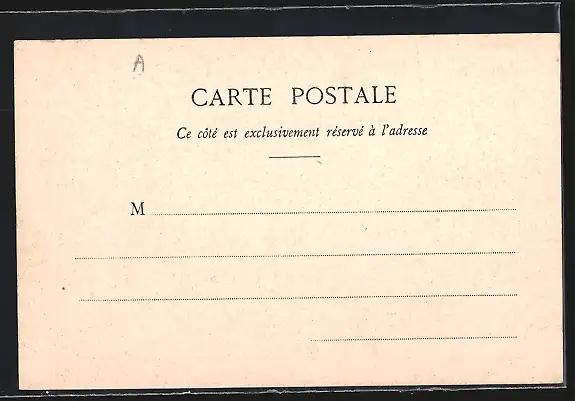 A
CARTE POSTALE
Ce côté est exclusivement réservé à l'adresse
M